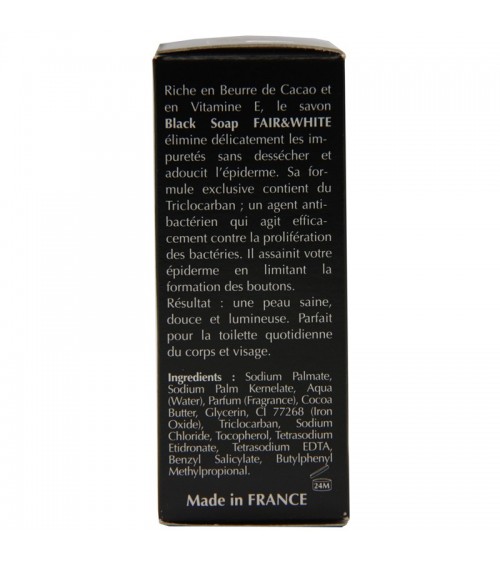 Riche en Beurre de Cacao et
en Vitamine E, le savon
Black Soap FAIR&WHITE
élimine délicatement les im-
puretés sans dessécher et
adoucit l'épiderme. Sa for-
mule exclusive contient du
Triclocarban ; un agent anti-
bactérien qui agit effica-
cement contre la prolifération
des bactéries. Il assainit votre
épiderme en limitant la
formation des boutons.
Résultat : une peau saine,
douce et lumineuse. Parfait
pour la toilette quotidienne
du corps et visage.
Ingredients : Sodium Palmate,
Sodium Palm Kernelate, Aqua
(Water), Parfum (Fragrance), Cocoa
Butter, Glycerin, CI 77268 (Iron
Oxide), Triclocarban, Sodium
Chloride, Tocopherol, Tetrasodium
Etidronate, Tetrasodium EDTA,
Benzyl Salicylate, Butylphenyl
Methylpropional.
24M
Made in FRANCE